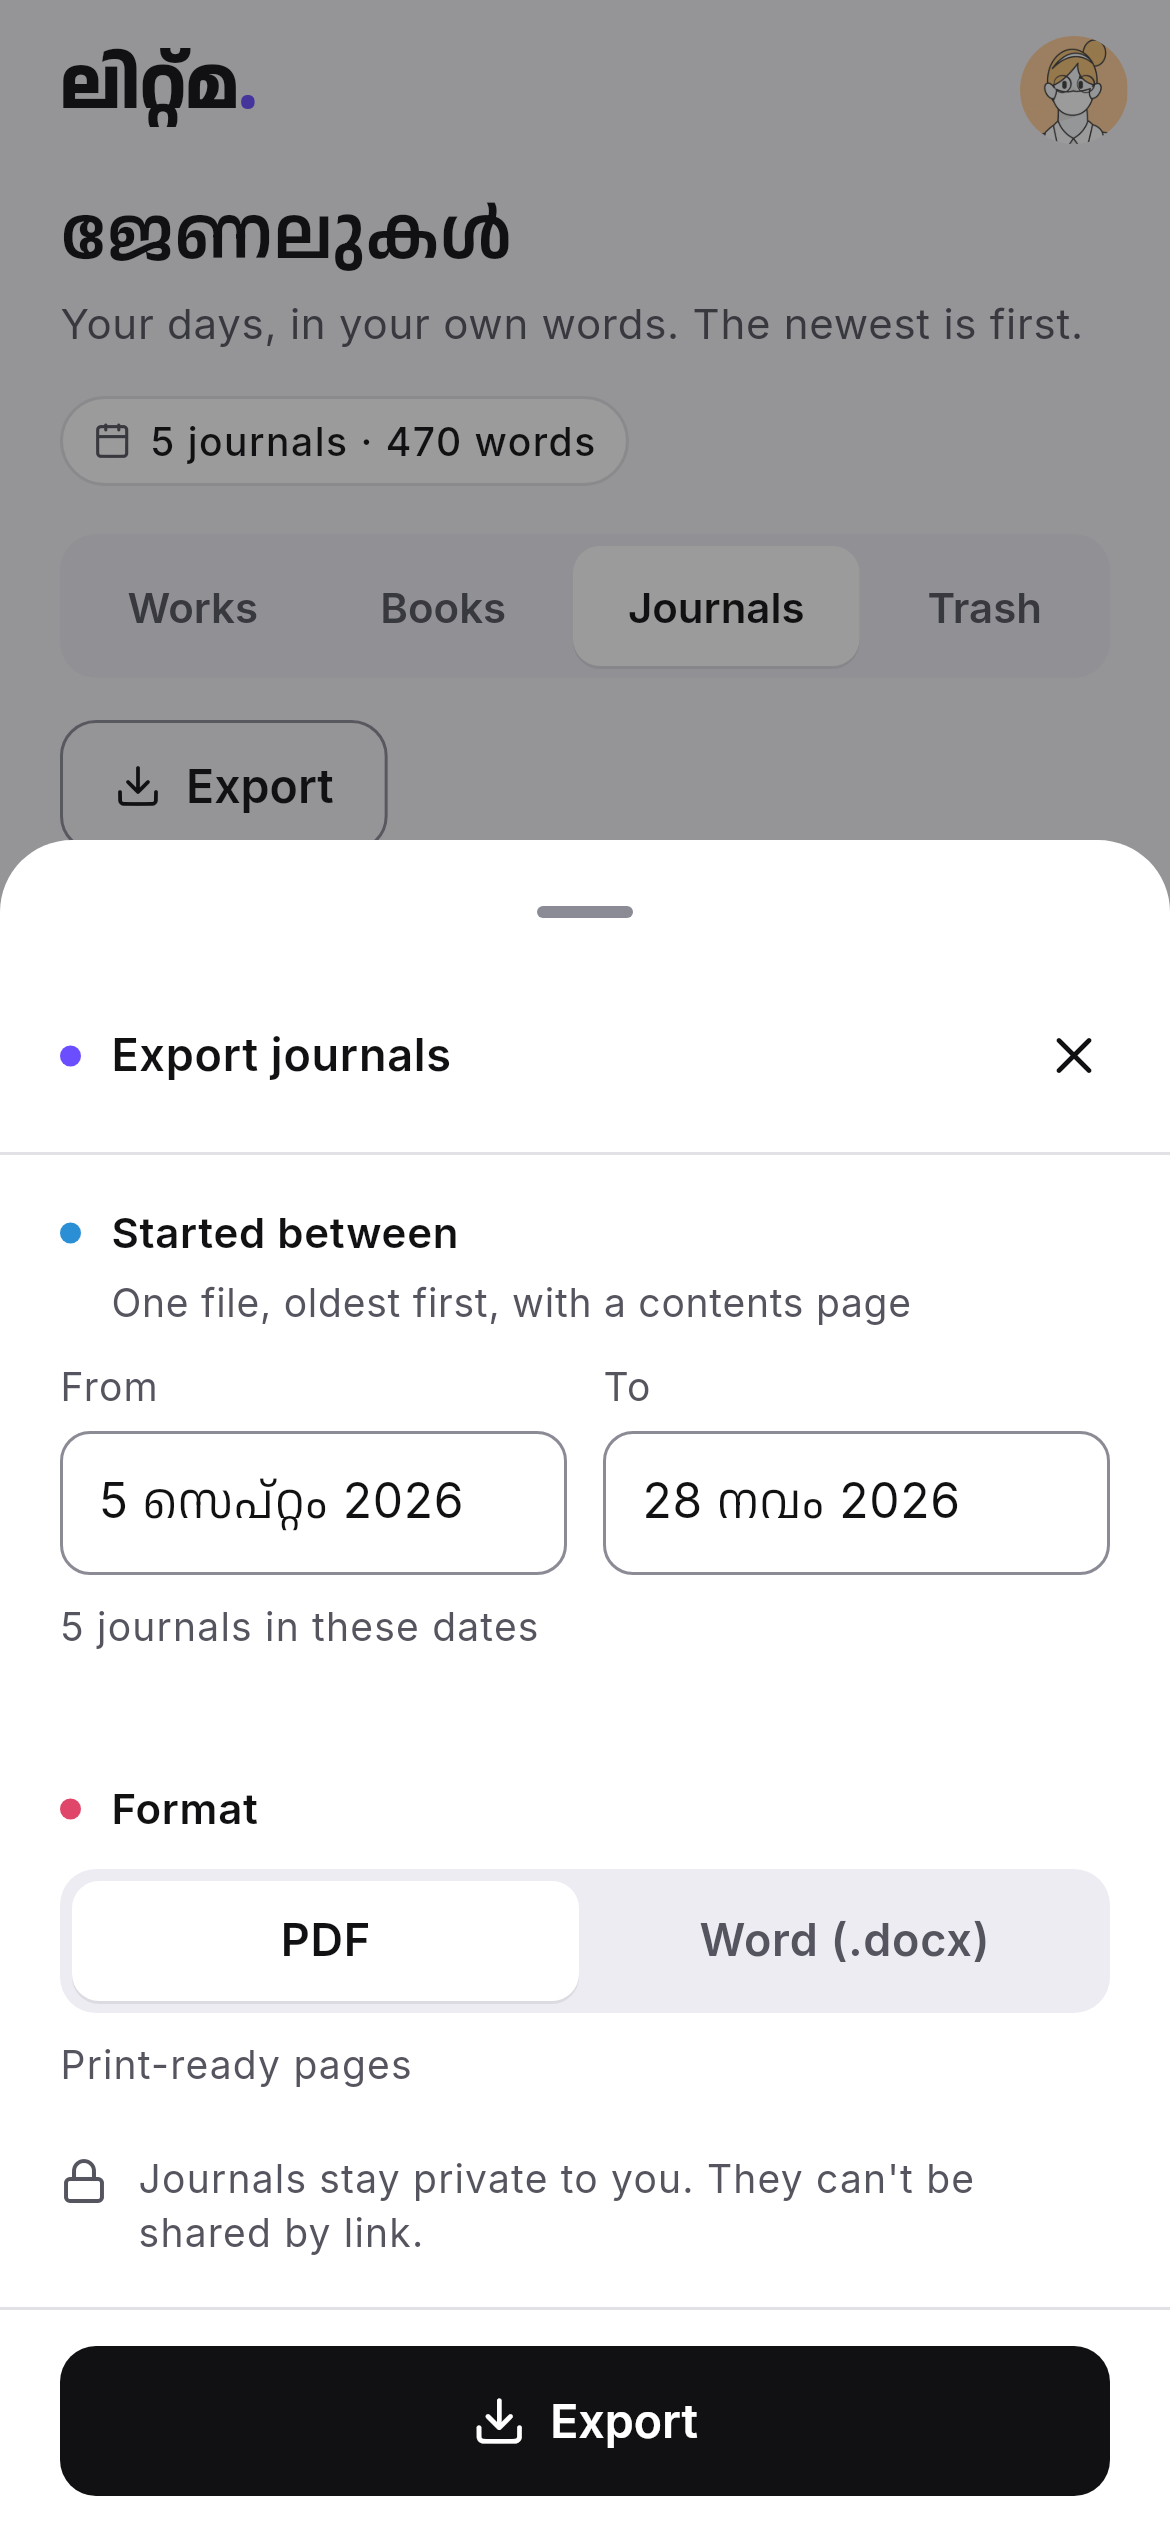 ലിറ്റ്മ.
ജേണലുകൾ
Your days, in your own words. The newest is first.
5 journals · 470 words
Works Books Journals Trash
Export
Export journals
Started between
One file, oldest first, with a contents page
From To
5 സെപ്റ്റം 2026 28 നവം 2026
5 journals in these dates
Format
PDF Word (.docx)
Print-ready pages
Journals stay private to you. They can't be
shared by link.
Export